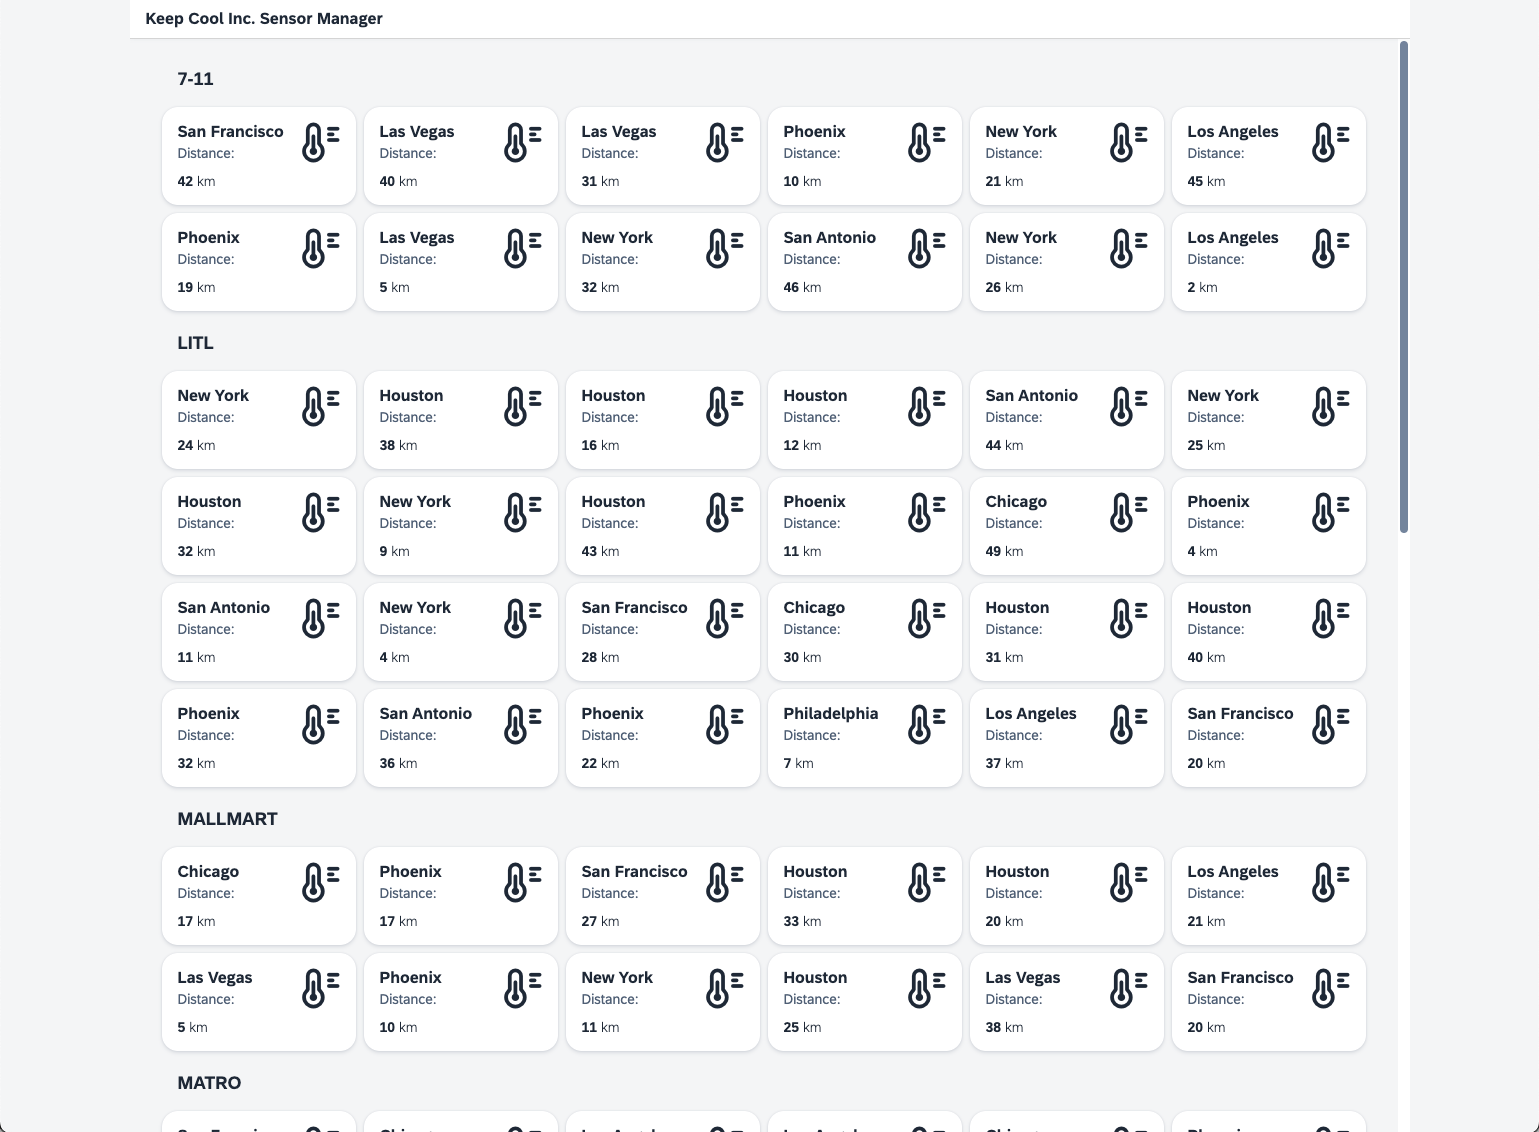 Keep Cool Inc. Sensor Manager
7-11
San Francisco
Distance:
42 km
Las Vegas
Distance:
40 km
Las Vegas
Distance:
31 km
Phoenix
Distance:
10 km
New York
Distance:
21 km
Los Angeles
Distance:
45 km
Phoenix
Distance:
19 km
Las Vegas
Distance:
5 km
New York
Distance:
32 km
San Antonio
Distance:
46 km
New York
Distance:
26 km
Los Angeles
Distance:
2 km
LITL
New York
Distance:
24 km
Houston
Distance:
38 km
Houston
Distance:
16 km
Houston
Distance:
12 km
San Antonio
Distance:
44 km
New York
Distance:
25 km
Houston
Distance:
32 km
New York
Distance:
9 km
Houston
Distance:
43 km
Phoenix
Distance:
11 km
Chicago
Distance:
49 km
Phoenix
Distance:
4 km
San Antonio
Distance:
11 km
New York
Distance:
4 km
San Francisco
Distance:
28 km
Chicago
Distance:
30 km
Houston
Distance:
31 km
Houston
Distance:
40 km
Phoenix
Distance:
32 km
San Antonio
Distance:
36 km
Phoenix
Distance:
22 km
Philadelphia
Distance:
7 km
Los Angeles
Distance:
37 km
San Francisco
Distance:
20 km
MALLMART
Chicago
Distance:
17 km
Phoenix
Distance:
17 km
San Francisco
Distance:
27 km
Houston
Distance:
33 km
Houston
Distance:
20 km
Los Angeles
Distance:
21 km
Las Vegas
Distance:
5 km
Phoenix
Distance:
10 km
New York
Distance:
11 km
Houston
Distance:
25 km
Las Vegas
Distance:
38 km
San Francisco
Distance:
20 km
MATRO